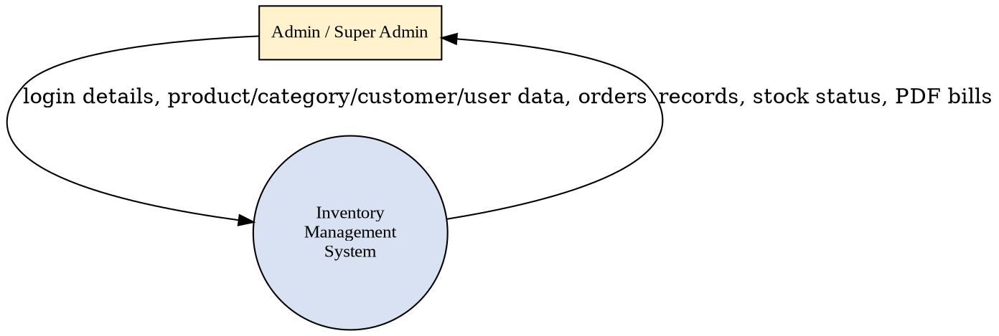 Admin / Super Admin
login details, product/category/customer/user data, orders
records, stock status, PDF bills
Inventory
Management
System